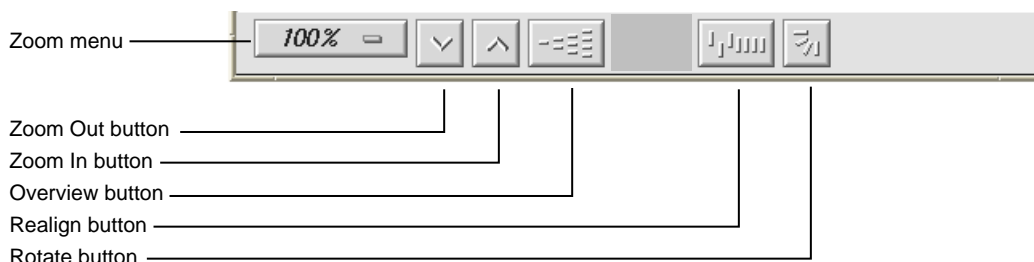 Zoom menu
100%
Zoom Out button
Zoom In button
Overview button
Realign button
Rotate button